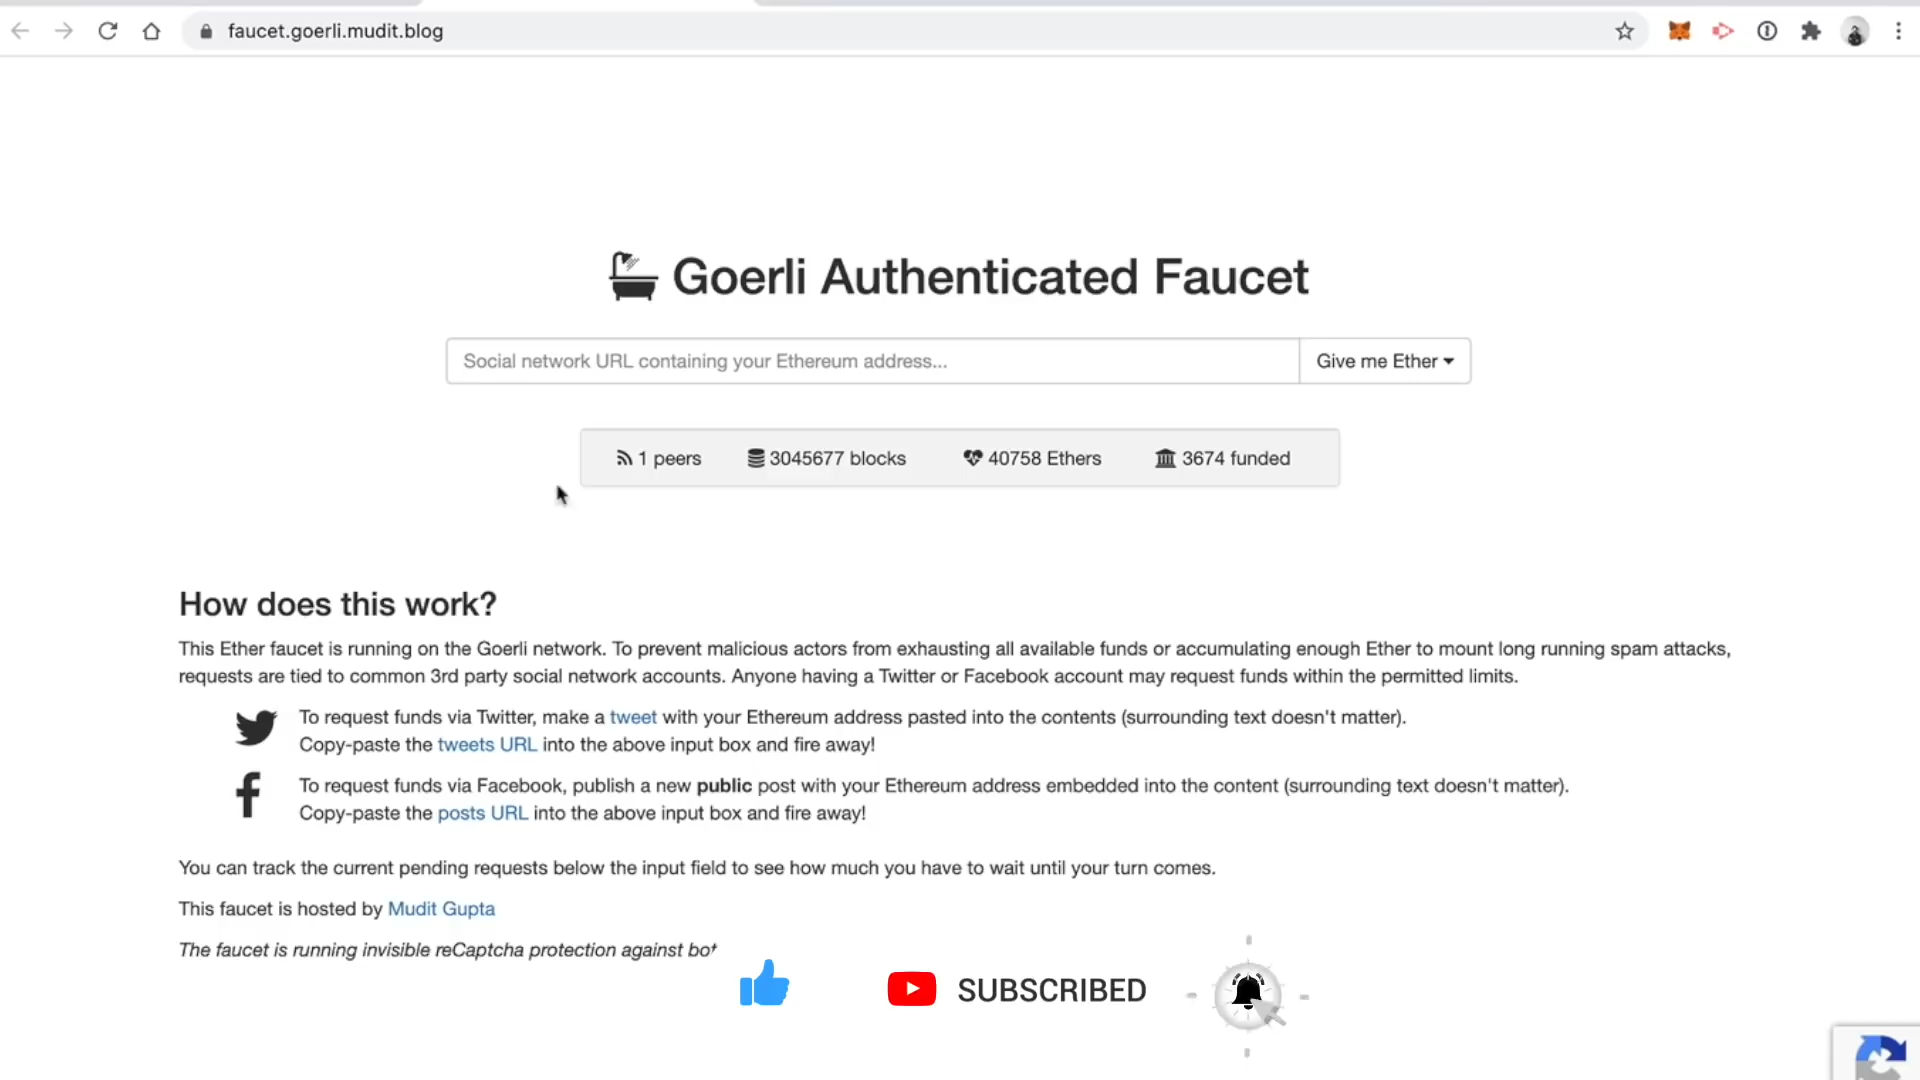 faucet.goerli.mudit.blog
Goerli Authenticated Faucet
Social network URL containing your Ethereum address...
Give me Ether
1 peers 3045677 blocks 40758 Ethers 3674 funded
How does this work?
This Ether faucet is running on the Goerli network. To prevent malicious actors from exhausting all available funds or accumulating enough Ether to mount long running spam attacks,
requests are tied to common 3rd party social network accounts. Anyone having a Twitter or Facebook account may request funds within the permitted limits.
To request funds via Twitter, make a tweet with your Ethereum address pasted into the contents (surrounding text doesn't matter).
Copy-paste the tweets URL into the above input box and fire away!
To request funds via Facebook, publish a new public post with your Ethereum address embedded into the content (surrounding text doesn't matter).
Copy-paste the posts URL into the above input box and fire away!
You can track the current pending requests below the input field to see how much you have to wait until your turn comes.
This faucet is hosted by Mudit Gupta
The faucet is running invisible reCaptcha protection against
SUBSCRIBED